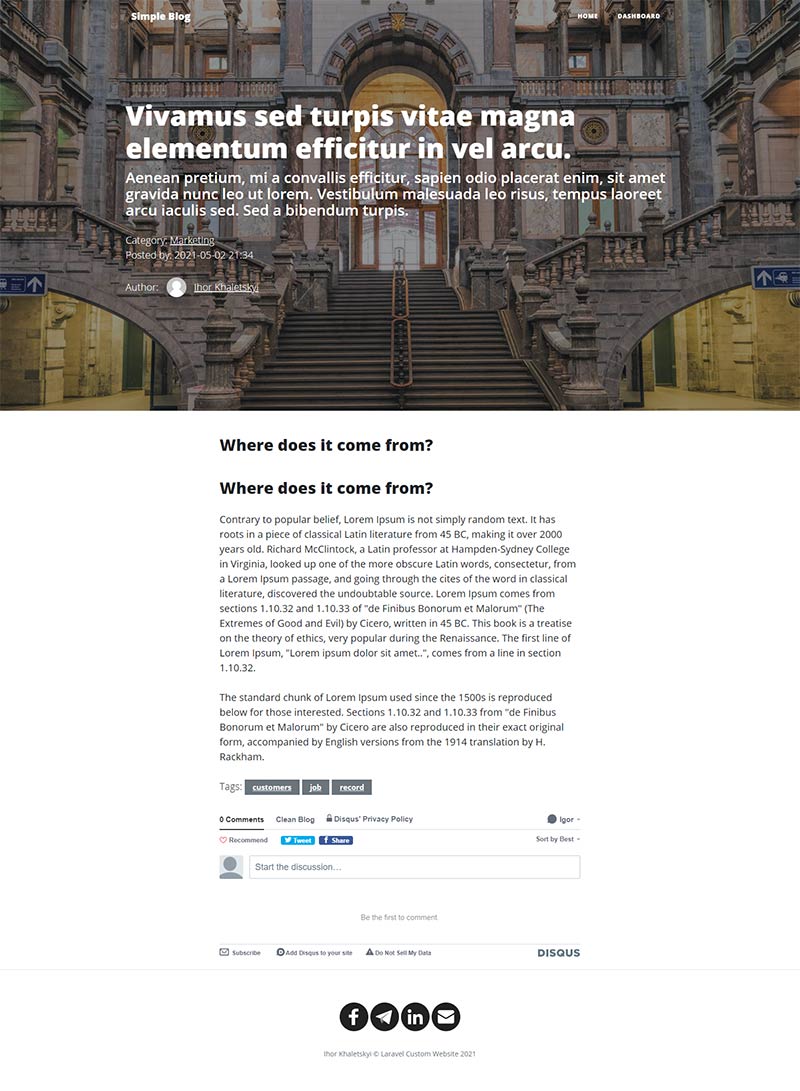 Simple Blog
HOME DASHBOARD
Vivamus sed turpis vitae magna
elementum efficitur in vel arcu.
Aenean pretium, mi a convallis efficitur, sapien odio placerat enim, sit amet
gravida nunc leo ut lorem. Vestibulum malesuada leo risus, tempus laoreet
arcu iaculis sed. Sed a bibendum turpis.
Category: Marketing
Posted by: 2021-05-02 21:34
Author: Ihor Khaletskyi
Where does it come from?
Where does it come from?
Contrary to popular belief, Lorem Ipsum is not simply random text. It has
roots in a piece of classical Latin literature from 45 BC, making it over 2000
years old. Richard McClintock, a Latin professor at Hampden-Sydney College
in Virginia, looked up one of the more obscure Latin words, consectetur, from
a Lorem Ipsum passage, and going through the cites of the word in classical
literature, discovered the undoubtable source. Lorem Ipsum comes from
sections 1.10.32 and 1.10.33 of "de Finibus Bonorum et Malorum" (The
Extremes of Good and Evil) by Cicero, written in 45 BC. This book is a treatise
on the theory of ethics, very popular during the Renaissance. The first line of
Lorem Ipsum, "Lorem ipsum dolor sit amet..", comes from a line in section
1.10.32.
The standard chunk of Lorem Ipsum used since the 1500s is reproduced
below for those interested. Sections 1.10.32 and 1.10.33 from "de Finibus
Bonorum et Malorum" by Cicero are also reproduced in their exact original
form, accompanied by English versions from the 1914 translation by H.
Rackham.
Tags: customers job record
0 Comments Clean Blog Disqus' Privacy Policy Igor
Recommend Tweet Share Sort by Best
Start the discussion…
Be the first to comment
Subscribe Add Disqus to your site Do Not Sell My Data DISQUS
Ihor Khaletskyi © Laravel Custom Website 2021